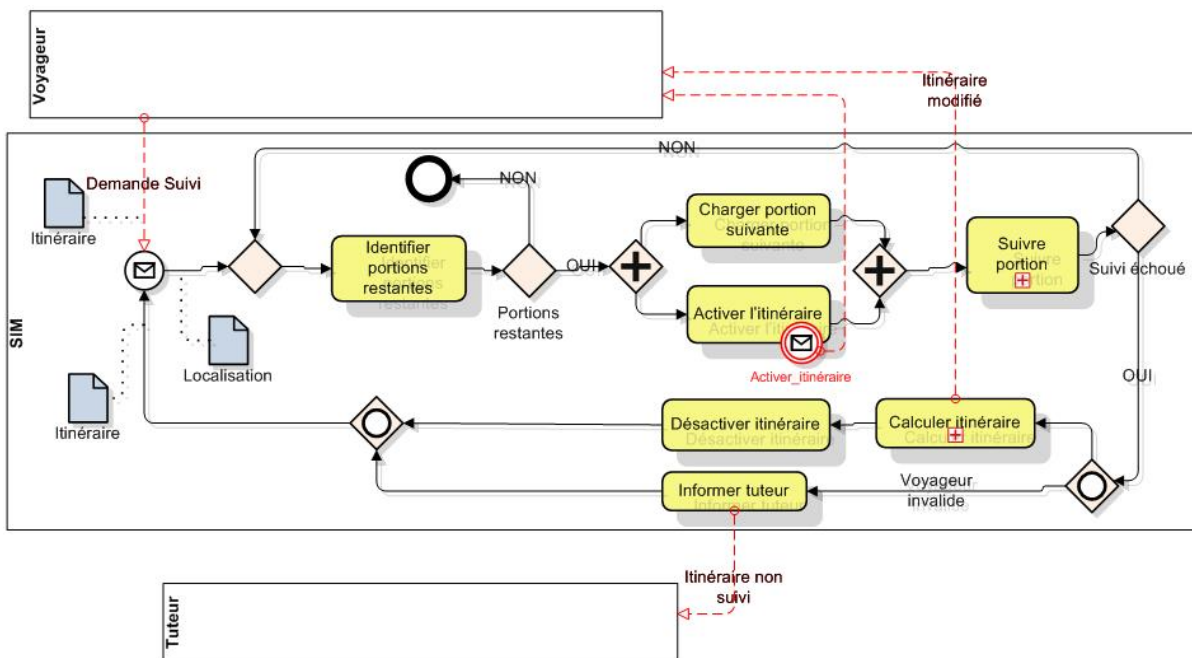 Voyageur
Itinéraire
modifié
SIM
NON
Demande Suivi
Itinéraire
NON
Charger portion
suivante
Identifier
portions
restantes
OUI
Portions
restantes
Suivre
portion
Suivi échoué
Activer l'itinéraire
Activer_itinéraire
Localisation
Itinéraire
OUI
Désactiver itinéraire
Calculer itinéraire
Informer tuteur
Voyageur
invalide
Itinéraire non
suivi
Tuteur